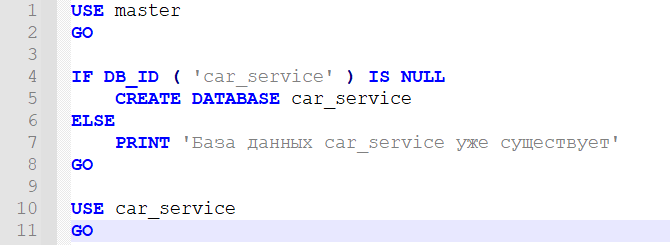 1 USE master
2 GO
3
4 IF DB_ID ( 'car_service' ) IS NULL
5     CREATE DATABASE car_service
6 ELSE
7     PRINT 'База данных car_service уже существует'
8 GO
9
10 USE car_service
11 GO